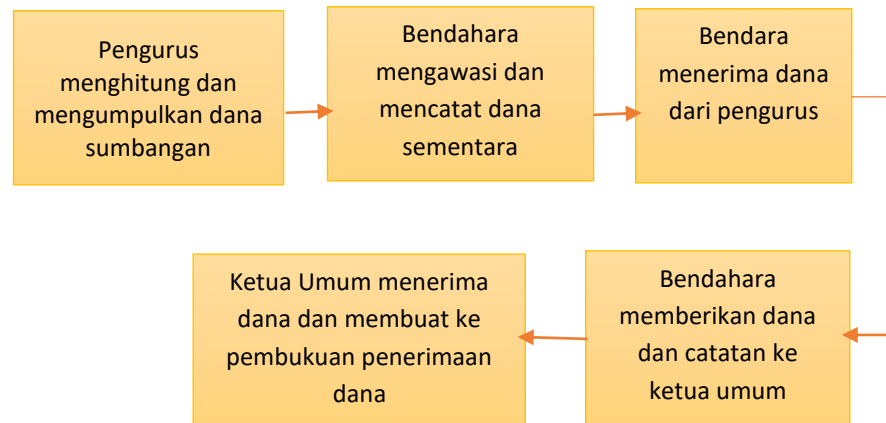 Pengurus
menghitung dan
mengumpulkan dana
sumbangan
Bendahara
mengawasi dan
mencatat dana
sementara
Bendara
menerima dana
dari pengurus
Ketua Umum menerima
dana dan membuat ke
pembukuan penerimaan
dana
Bendahara
memberikan dana
dan catatan ke
ketua umum